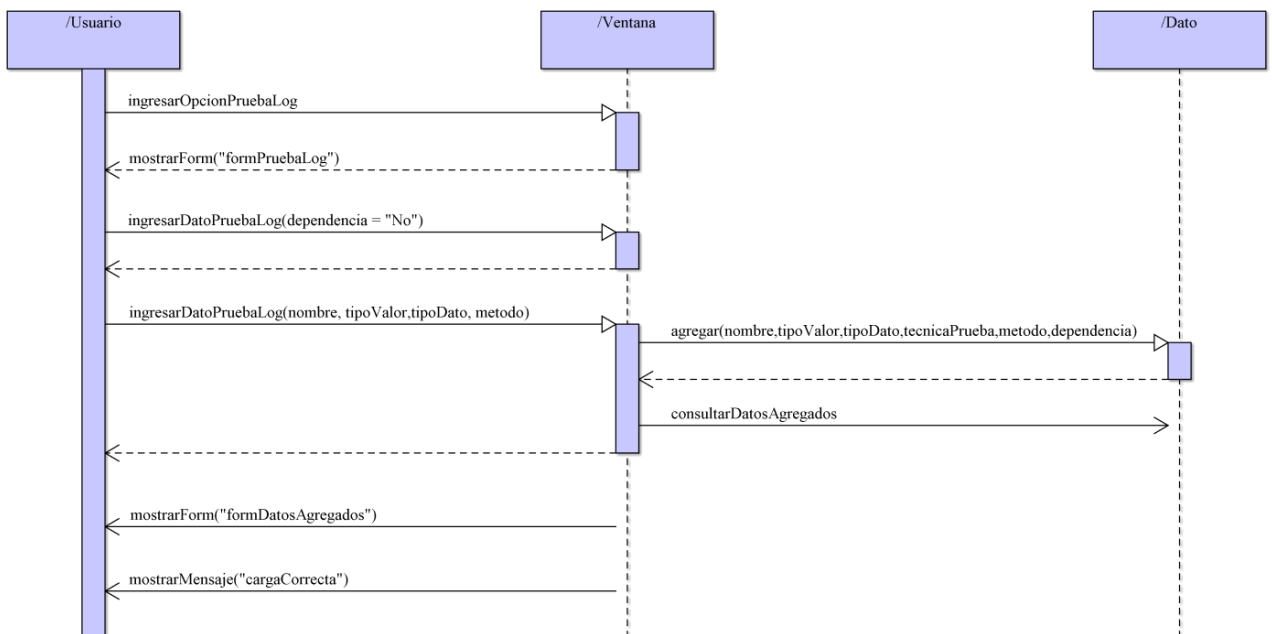 /Usuario
/Ventana
/Dato
ingresarOpcionPruebaLog
mostrarForm("formPruebaLog")
ingresarDatoPruebaLog(dependencia = "No")
ingresarDatoPruebaLog(nombre, tipoValor,tipoDato, metodo)
agregar(nombre,tipoValor,tipoDato,tecnicaPrueba,metodo,dependencia)
consultarDatosAgregados
mostrarForm("formDatosAgregados")
mostrarMensaje("cargaCorrecta")